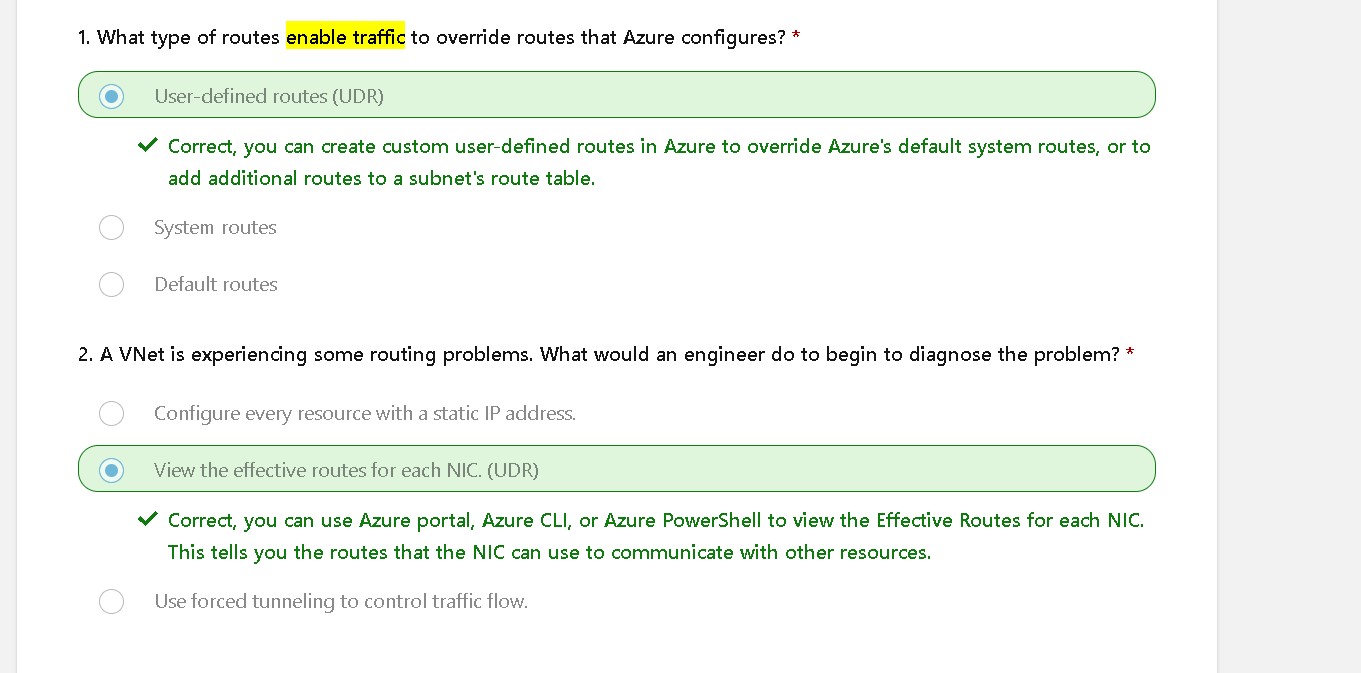 1. What type of routes enable traffic to override routes that Azure configures? *
User-defined routes (UDR)
Correct, you can create custom user-defined routes in Azure to override Azure's default system routes, or to
add additional routes to a subnet's route table.
System routes
Default routes
2. A VNet is experiencing some routing problems. What would an engineer do to begin to diagnose the problem? *
Configure every resource with a static IP address.
View the effective routes for each NIC. (UDR)
Correct, you can use Azure portal, Azure CLI, or Azure PowerShell to view the Effective Routes for each NIC.
This tells you the routes that the NIC can use to communicate with other resources.
Use forced tunneling to control traffic flow.